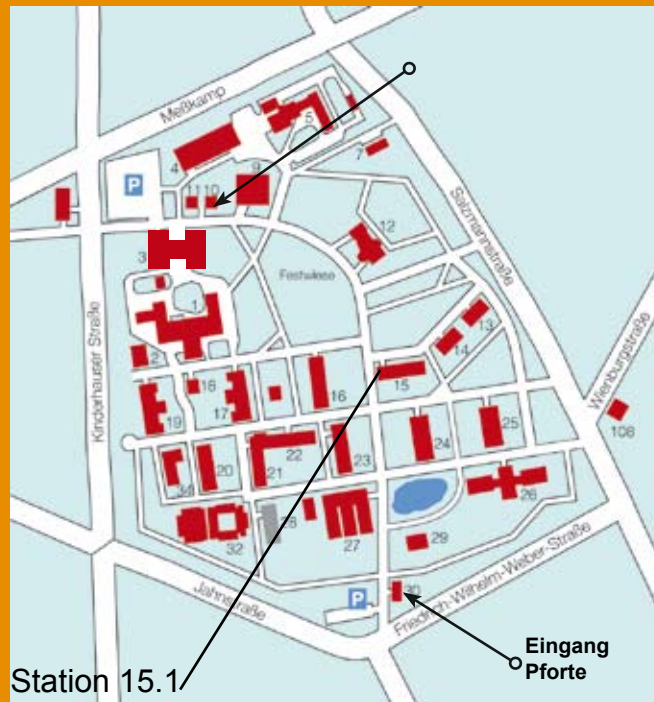 Meßkamp
5
4
7
P
11
10
9
Salzmannstraße
12
3
Festwiese
1
Kinderhauser Straße
13
14
2
Wienburgstraße
18
16
15
17
19
108
25
24
22
23
20
21
34
26
28
32
27
29
Jahnstraße
P
30
Friedrich-Wilhelm-Weber-Straße
Eingang
Pforte
Station 15.1